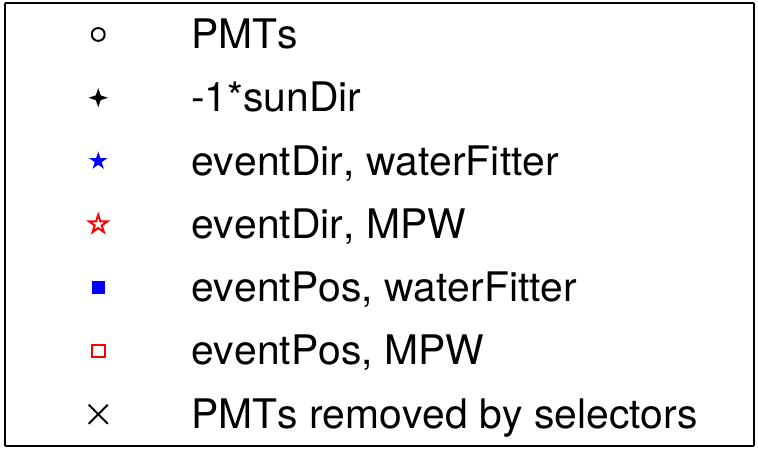 PMTs
-1*sunDir
eventDir, waterFitter
eventDir, MPW
eventPos, waterFitter
eventPos, MPW
PMTs removed by selectors